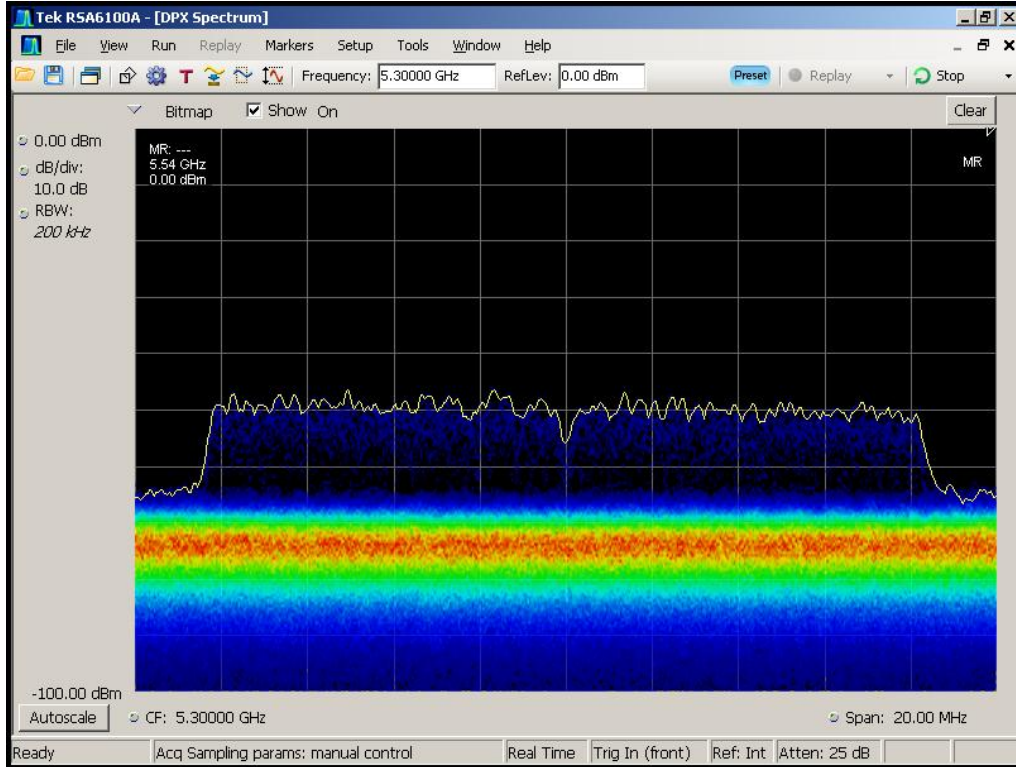 Tek RSA6100A - [DPX Spectrum]
File View Run Replay Markers Setup Tools Window Help
T Frequency: 5.30000 GHz RefLev: 0.00 dBm Preset Replay Stop
Bitmap Show On Clear
0.00 dBm
dB/div:
10.0 dB
RBW:
200 kHz
MR: ---
5.54 GHz
0.00 dBm
MR
-100.00 dBm
Autoscale CF: 5.30000 GHz Span: 20.00 MHz
Ready Acq Sampling params: manual control Real Time Trig In (front) Ref: Int Atten: 25 dB